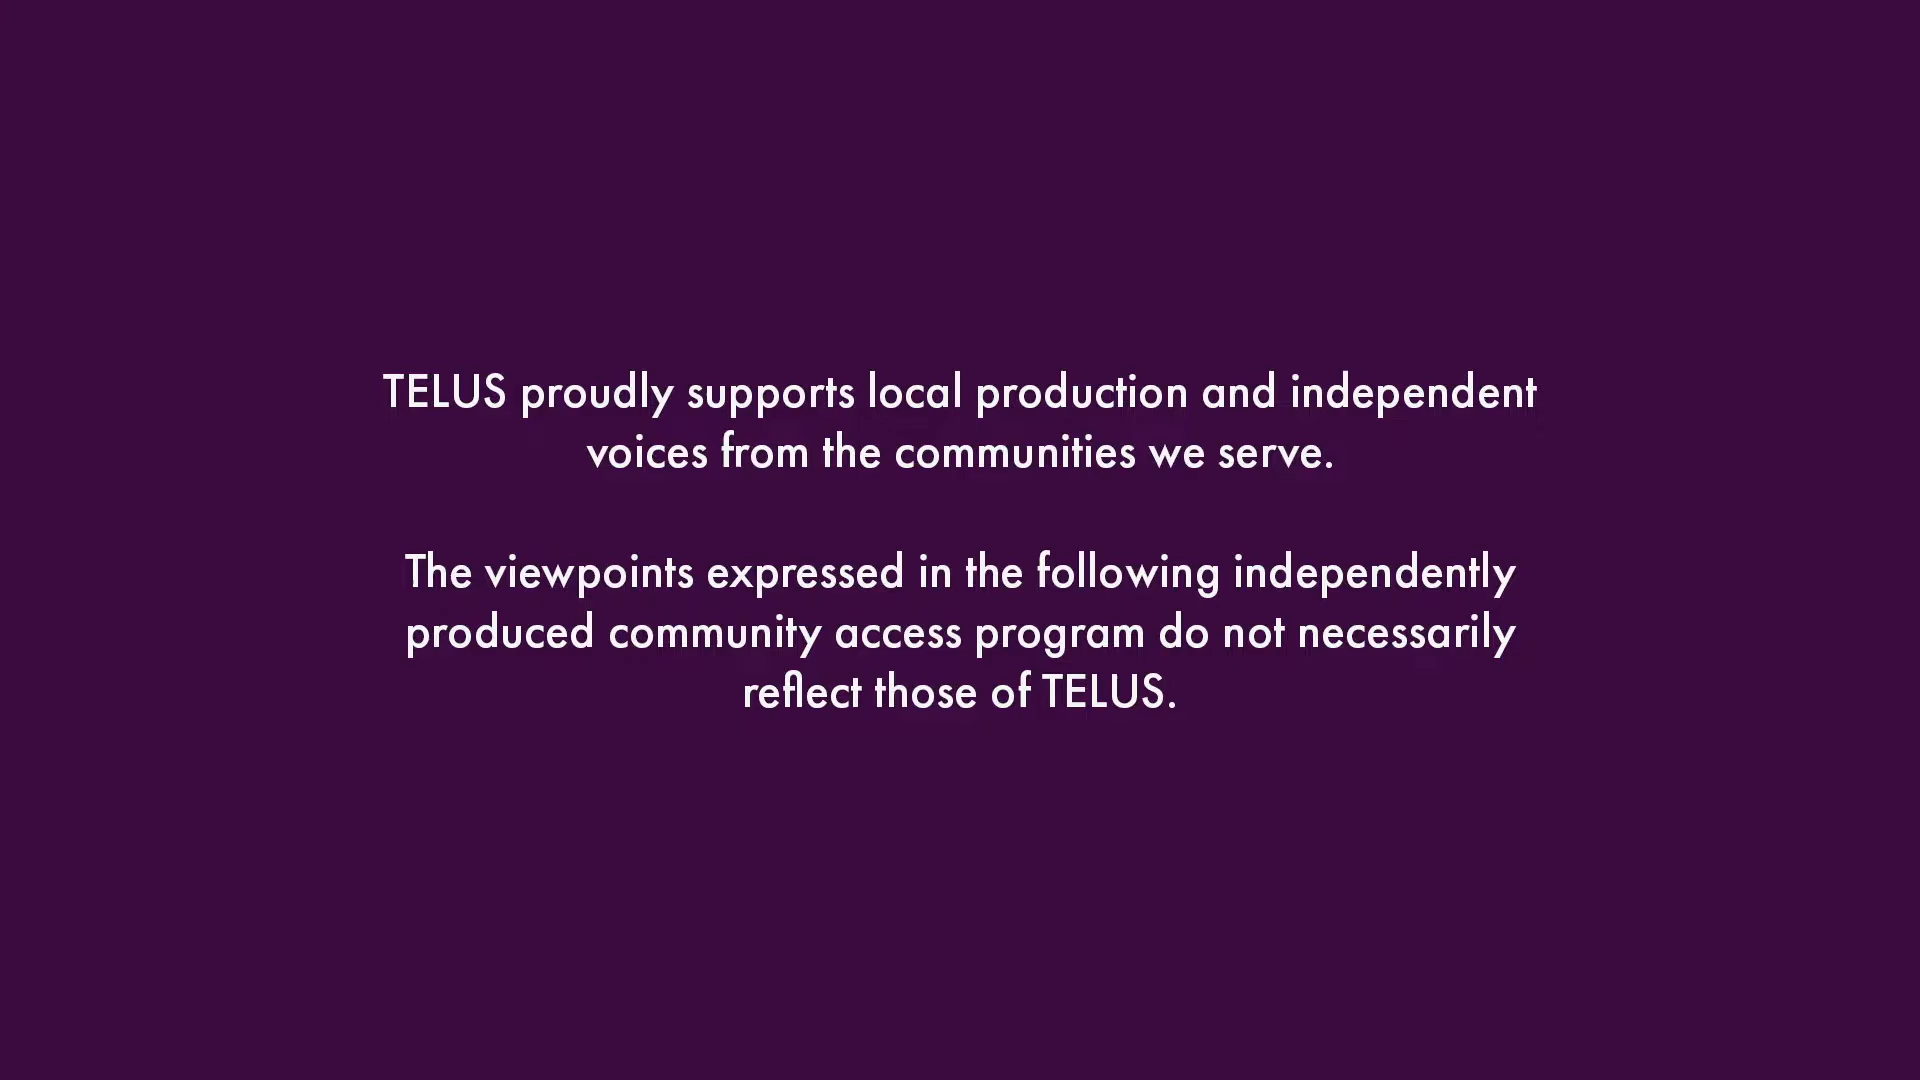 TELUS proudly supports local production and independent
voices from the communities we serve.
The viewpoints expressed in the following independently
produced community access program do not necessarily
reflect those of TELUS.